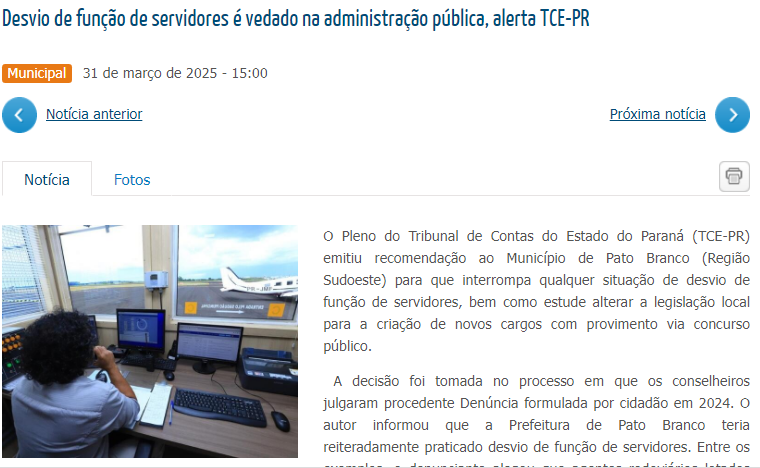 Desvio de função de servidores é vedado na administração pública, alerta TCE-PR
Municipal 31 de março de 2025 - 15:00
Notícia anterior
Próxima notícia
Notícia
Fotos
O Pleno do Tribunal de Contas do Estado do Paraná (TCE-PR)
emitiu recomendação ao Município de Pato Branco (Região
Sudoeste) para que interrompa qualquer situação de desvio de
função de servidores, bem como estude alterar a legislação local
para a criação de novos cargos com provimento via concurso
público.
A decisão foi tomada no processo em que os conselheiros
julgaram procedente Denúncia formulada por cidadão em 2024. O
autor informou que a Prefeitura de Pato Branco teria
reiteradamente praticado desvio de função de servidores. Entre os